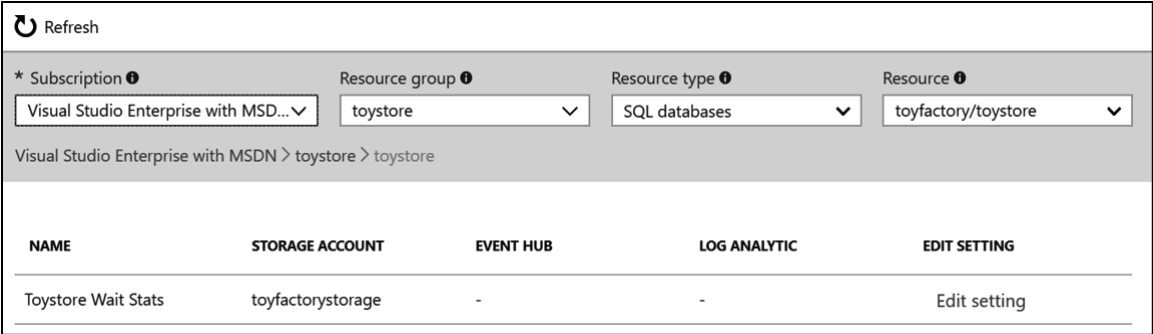 Refresh
* Subscription Resource group Resource type Resource
Visual Studio Enterprise with MSD... toystore SQL databases toyfactory/toystore
Visual Studio Enterprise with MSDN > toystore > toystore
NAME STORAGE ACCOUNT EVENT HUB LOG ANALYTIC EDIT SETTING
Toystore Wait Stats toyfactorystorage - - Edit setting